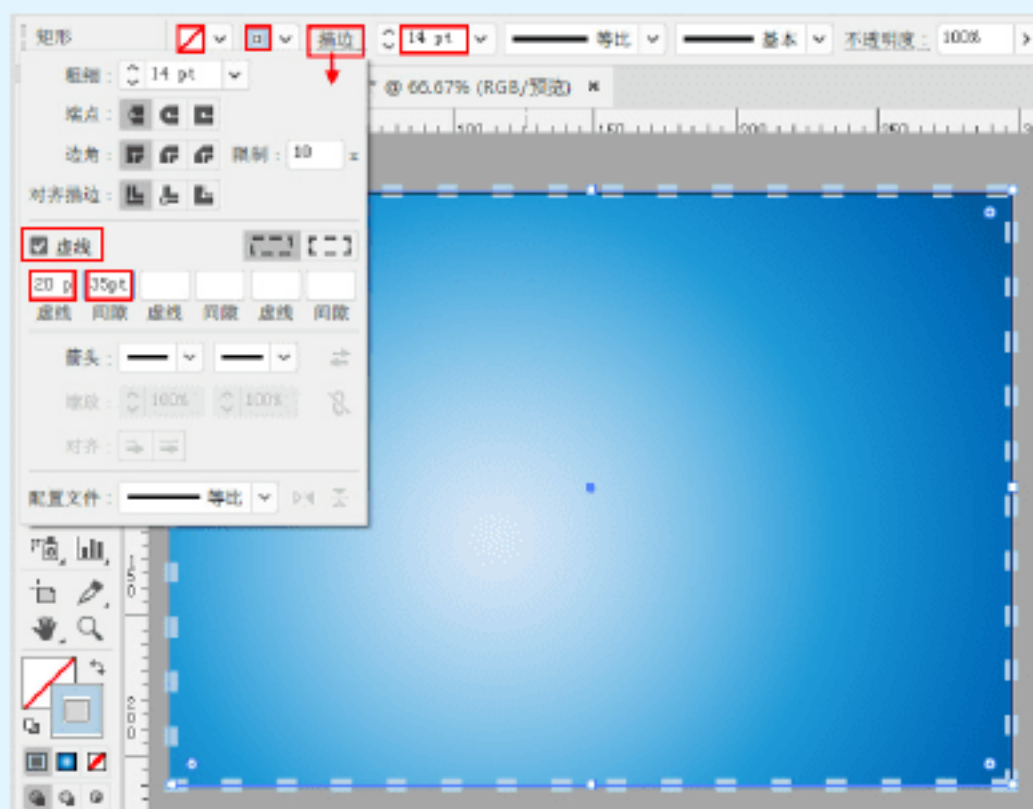 矩形 描边 14 pt 等比 基本 不透明度： 100%
粗细： 14 pt
@ 66.67% (RGB/预览) ×
端点：
100 150 200 250
边角： 限制： 10 x
对齐描边：
虚线
20 p 35pt
虚线 间隙 虚线 间隙 虚线 间隙
箭头：
缩放： 100% 100%
对齐：
配置文件： 等比
150
200